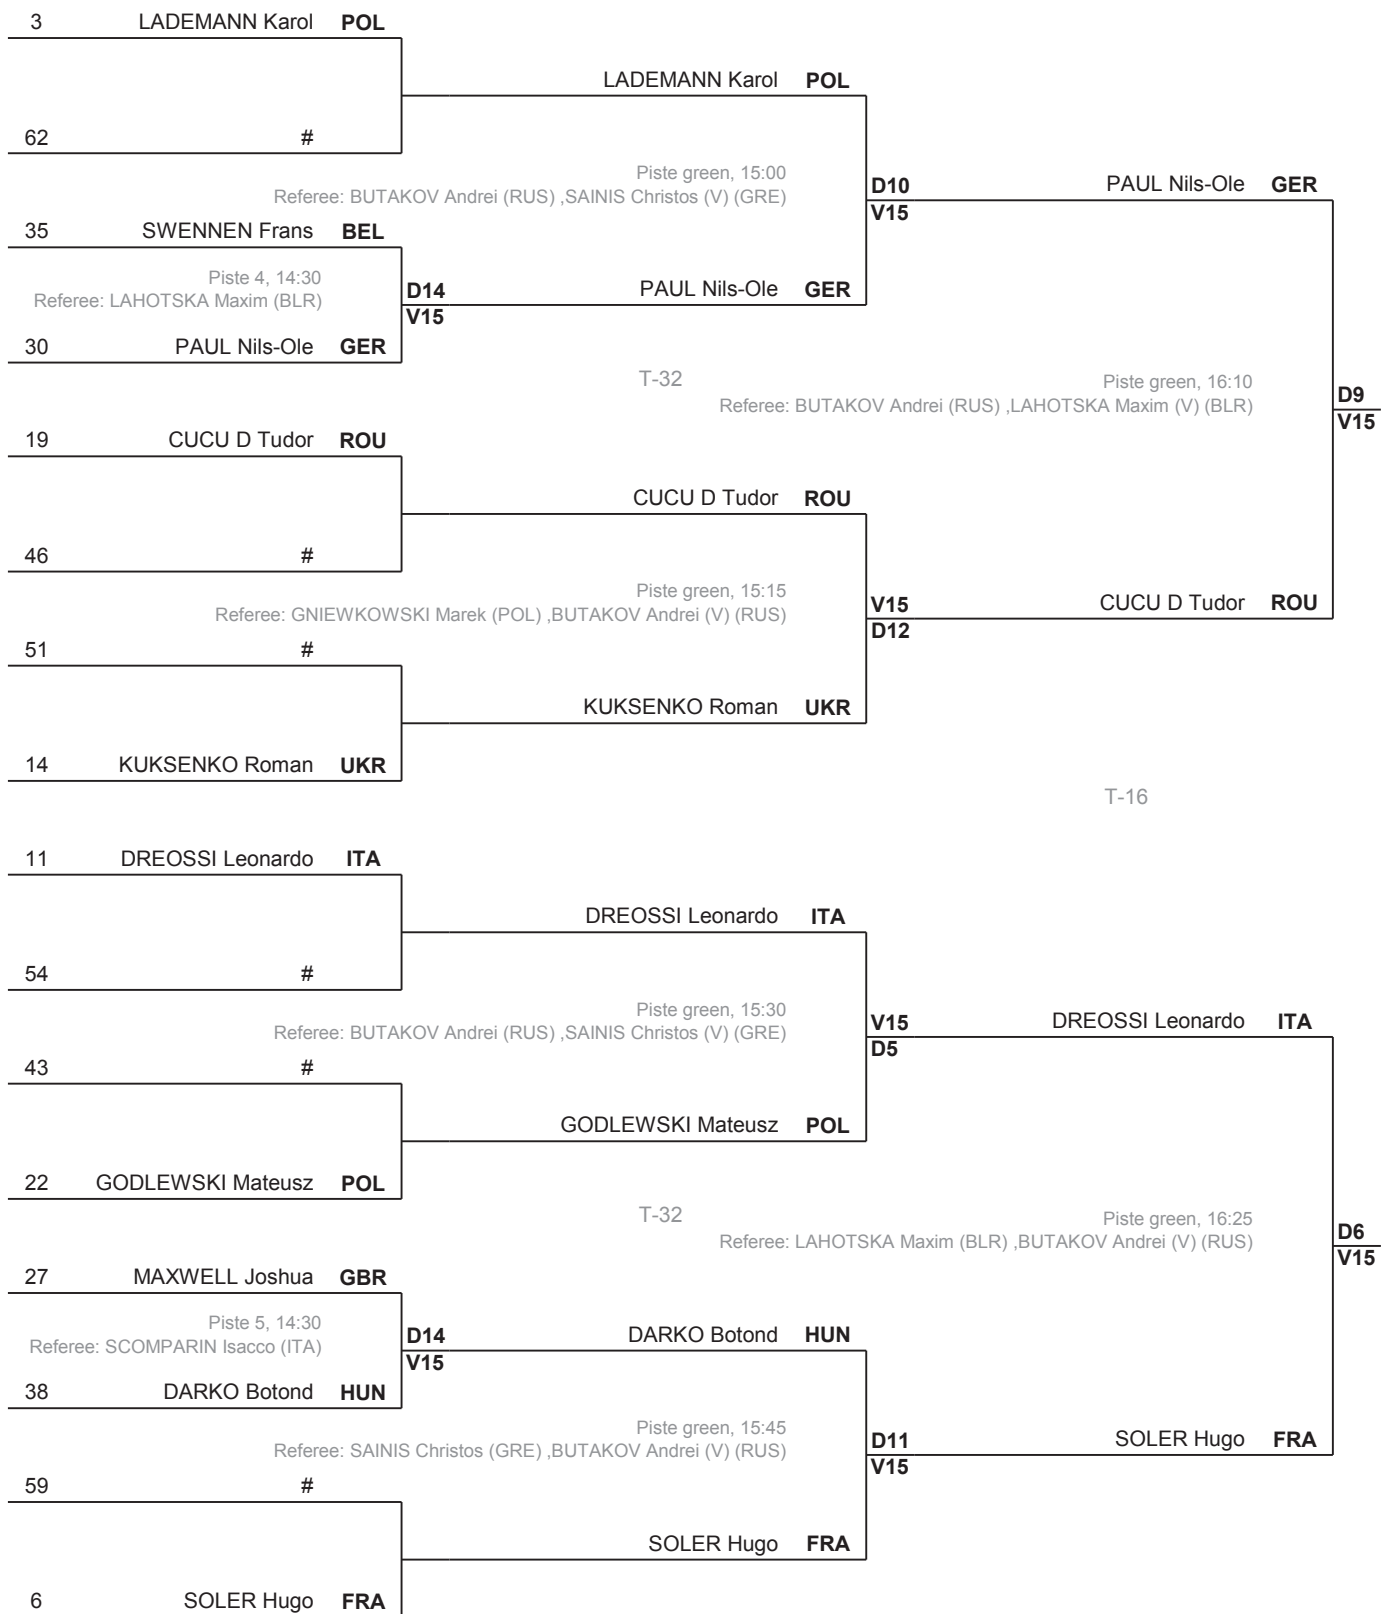 3 LADEMANN Karol POL
LADEMANN Karol POL
62 #
Piste green, 15:00
Referee: BUTAKOV Andrei (RUS) ,SAINIS Christos (V) (GRE)
D10 PAUL Nils-Ole GER
V15
35 SWENNEN Frans BEL
Piste 4, 14:30
Referee: LAHOTSKA Maxim (BLR)
D14 PAUL Nils-Ole GER
V15
30 PAUL Nils-Ole GER
T-32
Piste green, 16:10
Referee: BUTAKOV Andrei (RUS) ,LAHOTSKA Maxim (V) (BLR)
D9
V15
19 CUCU D Tudor ROU
CUCU D Tudor ROU
46 #
Piste green, 15:15
Referee: GNIEWKOWSKI Marek (POL) ,BUTAKOV Andrei (V) (RUS)
V15 CUCU D Tudor ROU
D12
51 #
KUKSENKO Roman UKR
14 KUKSENKO Roman UKR
T-16
11 DREOSSI Leonardo ITA
DREOSSI Leonardo ITA
54 #
Piste green, 15:30
Referee: BUTAKOV Andrei (RUS) ,SAINIS Christos (V) (GRE)
V15 DREOSSI Leonardo ITA
D5
43 #
GODLEWSKI Mateusz POL
22 GODLEWSKI Mateusz POL
T-32
Piste green, 16:25
Referee: LAHOTSKA Maxim (BLR) ,BUTAKOV Andrei (V) (RUS)
D6
V15
27 MAXWELL Joshua GBR
Piste 5, 14:30
Referee: SCOMPARIN Isacco (ITA)
D14 DARKO Botond HUN
V15
38 DARKO Botond HUN
Piste green, 15:45
Referee: SAINIS Christos (GRE) ,BUTAKOV Andrei (V) (RUS)
D11 SOLER Hugo FRA
V15
59 #
SOLER Hugo FRA
6 SOLER Hugo FRA